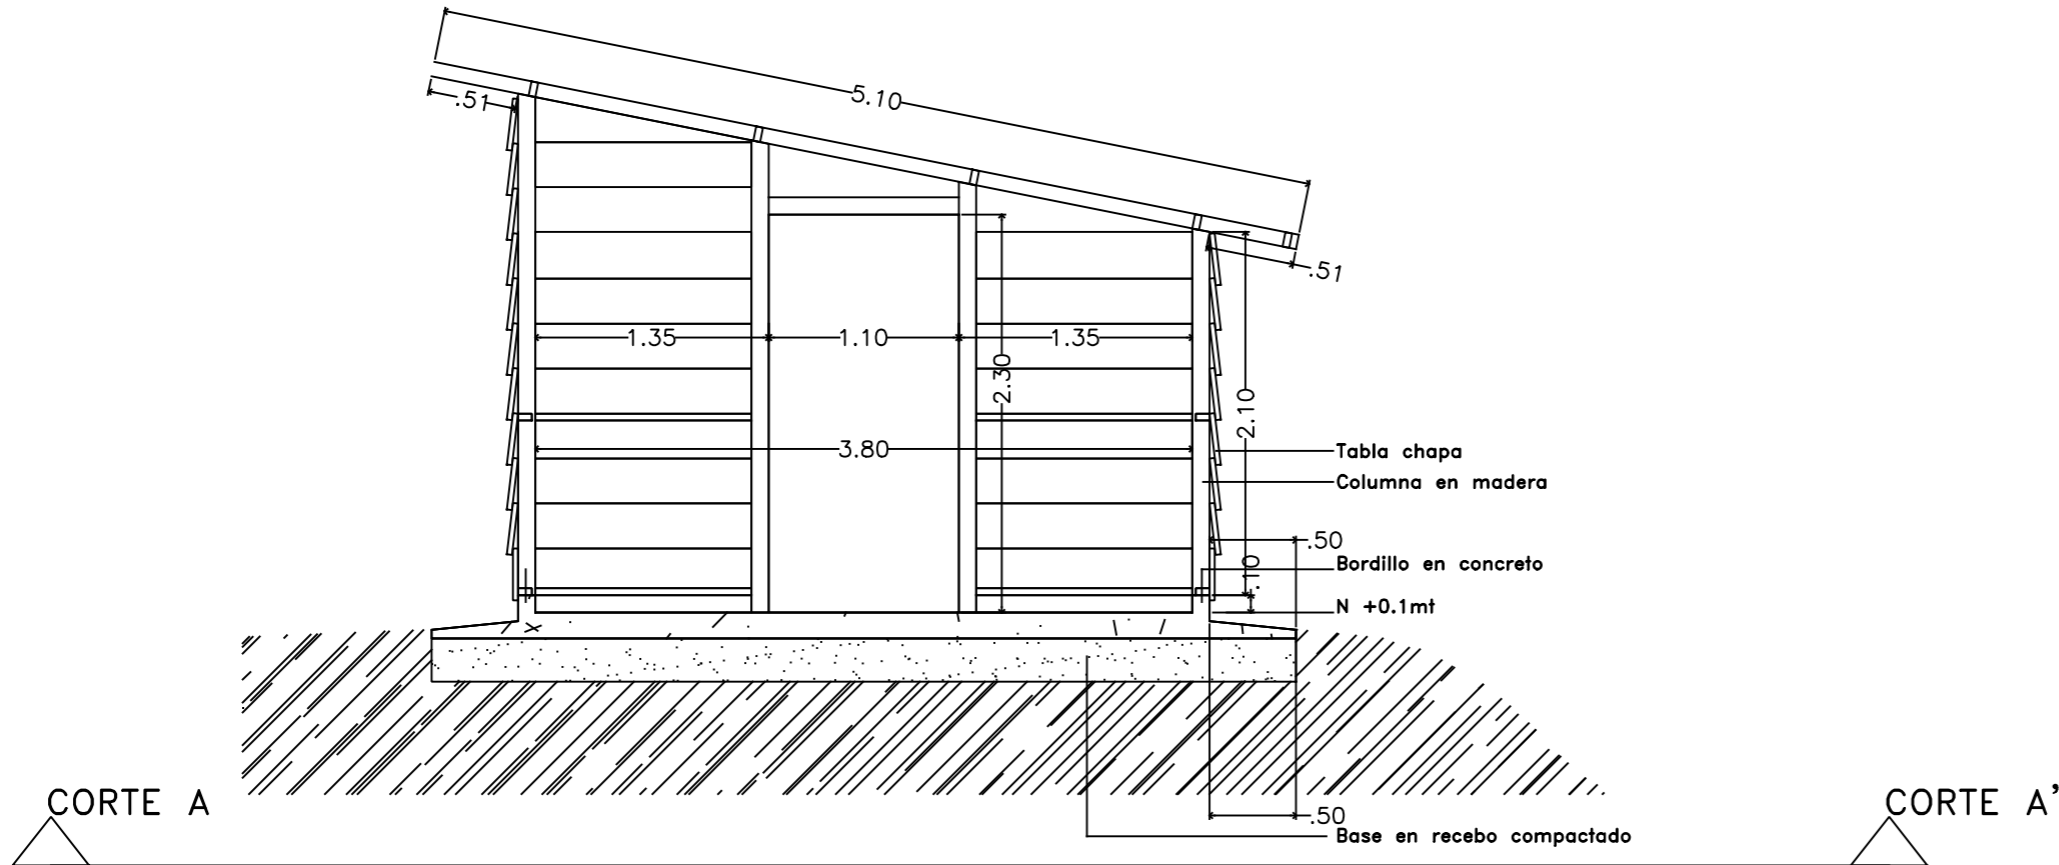 5.10
.51
.51
1.35
1.10
1.35
2.30
2.10
3.80
Tabla chapa
Columna en madera
.50
Bordillo en concreto
.10
N +0.1mt
CORTE A
CORTE A'
.50
Base en recebo compactado